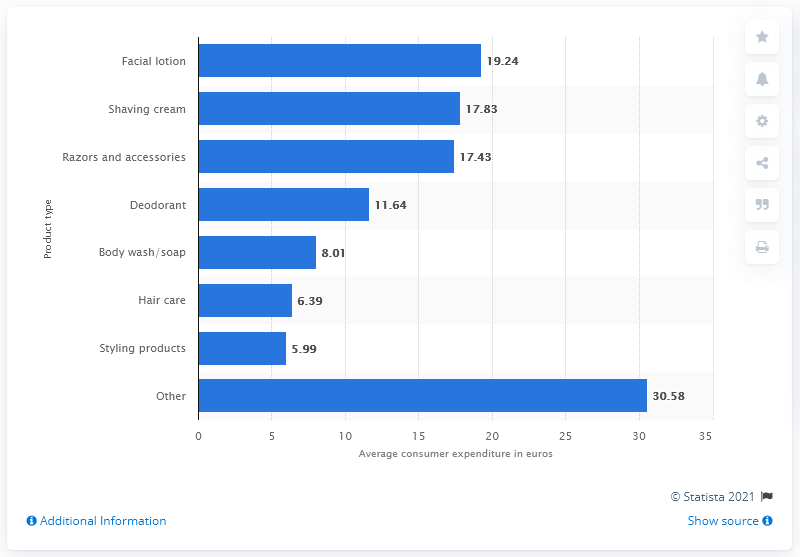 Facial lotion 19.24
Shaving cream 17.83
Razors and accessories 17.43
Deodorant 11.64
Body wash/soap 8.01
Hair care 6.39
Styling products 5.99
Other 30.58
Product type
0 5 10 15 20 25 30 35
Average consumer expenditure in euros
© Statista 2021
Additional Information Show source